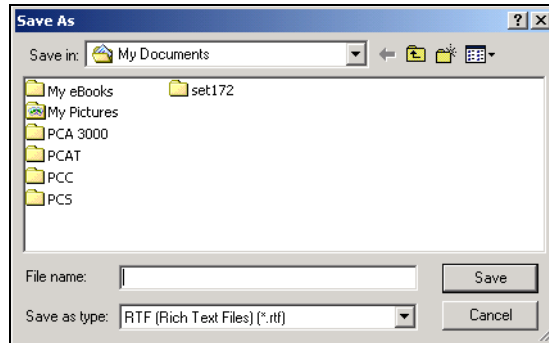 Save As
Save in: My Documents
My eBooks set172
My Pictures
PCA 3000
PCAT
PCC
PCS
File name: Save
Save as type: RTF (Rich Text Files) (*.rtf) Cancel